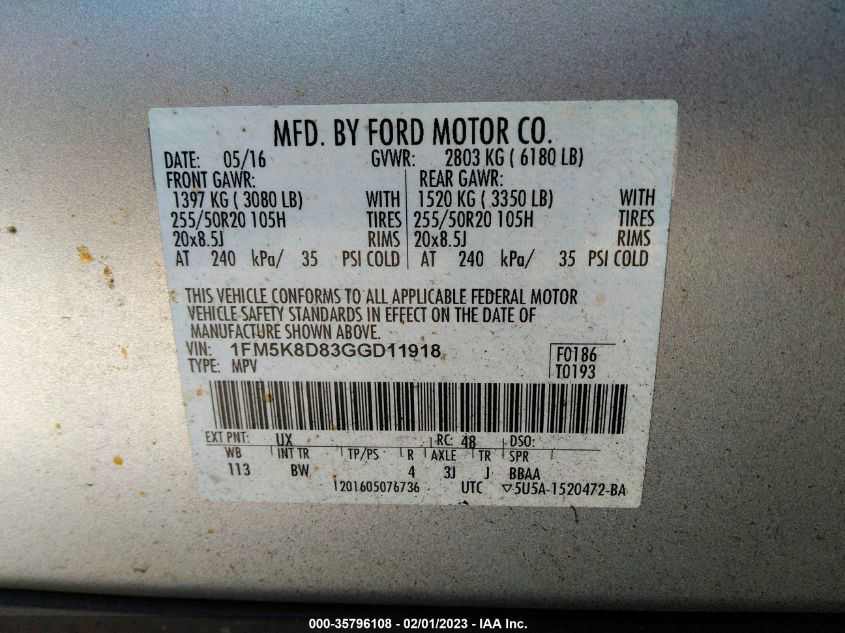 MFD. BY FORD MOTOR CO.
DATE: 05/16 GVWR: 2803 KG ( 6180 LB)
FRONT GAWR: REAR GAWR:
1397 KG ( 3080 LB) WITH 1520 KG ( 3350 LB) WITH
255/50R20 105H TIRES 255/50R20 105H TIRES
20x8.5J RIMS 20x8.5J RIMS
AT 240 kPa/ 35 PSI COLD AT 240 kPa/ 35 PSI COLD
THIS VEHICLE CONFORMS TO ALL APPLICABLE FEDERAL MOTOR
VEHICLE SAFETY STANDARDS IN EFFECT ON THE DATE OF
MANUFACTURE SHOWN ABOVE.
VIN: 1FM5K8D83GGD11918
TYPE: MPV
F0186
T0193
EXT PNT: UX RC: 48 DSO:
WB INT TR TP/PS R AXLE TR SPR
113 BW 4 3J J BBAA
1201605076736 UTC ▽5U5A-1520472-BA
000-35796108 - 02/01/2023 - IAA Inc.